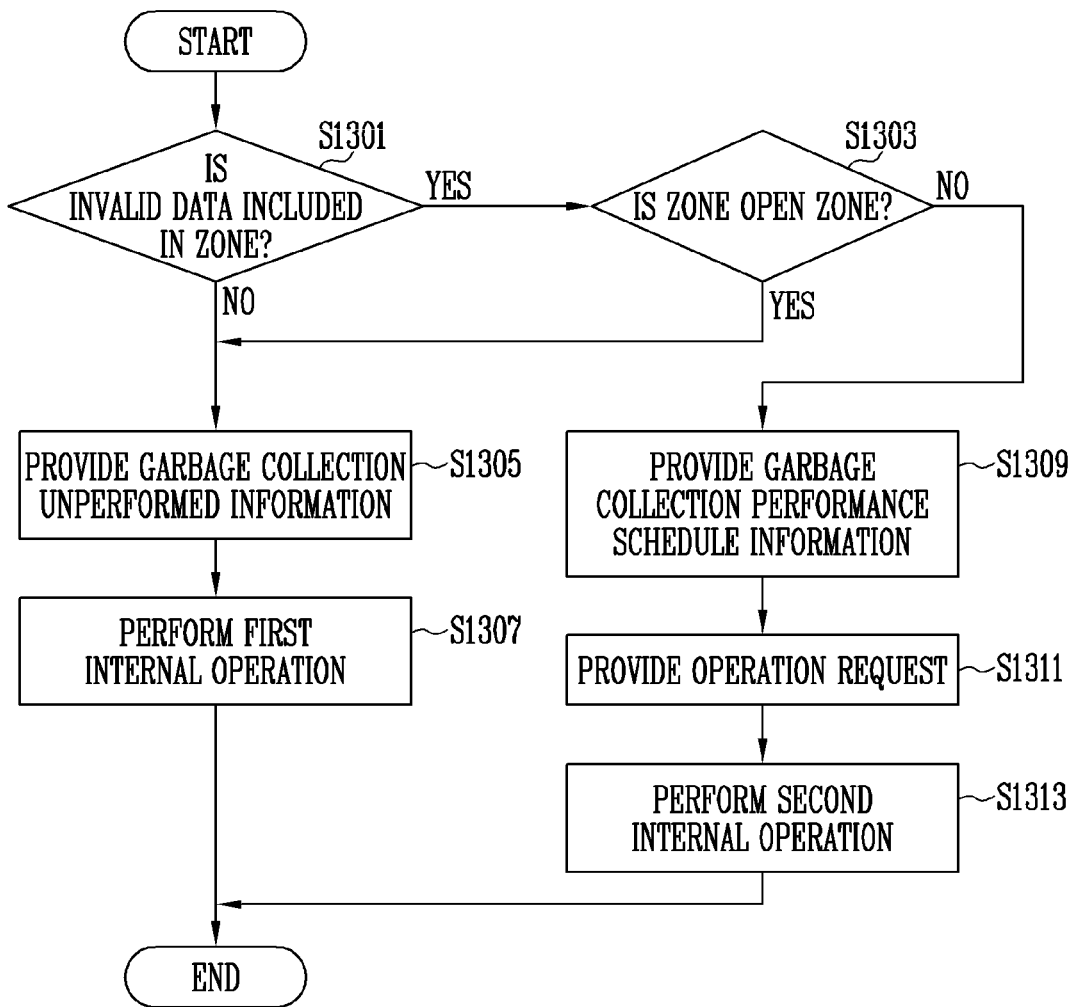 START
S1301
IS
INVALID DATA INCLUDED
IN ZONE?
YES
NO
S1303
IS ZONE OPEN ZONE?
NO
YES
PROVIDE GARBAGE COLLECTION
UNPERFORMED INFORMATION
S1305
PERFORM FIRST
INTERNAL OPERATION
S1307
PROVIDE GARBAGE
COLLECTION PERFORMANCE
SCHEDULE INFORMATION
S1309
PROVIDE OPERATION REQUEST
S1311
PERFORM SECOND
INTERNAL OPERATION
S1313
END